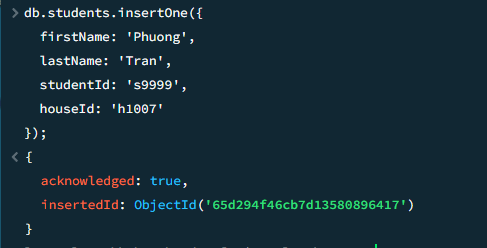 > db.students.insertOne({
firstName: 'Phuong',
lastName: 'Tran',
studentId: 's9999',
houseId: 'h1007'
});
< {
acknowledged: true,
insertedId: ObjectId('65d294f46cb7d13580896417')
}